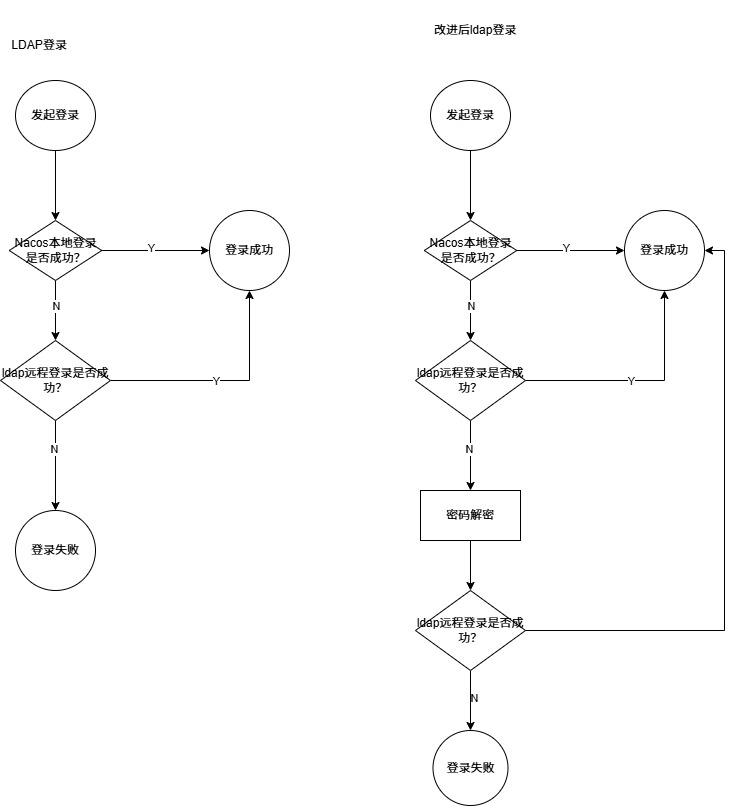 LDAP登录
发起登录
Nacos本地登录
是否成功？
Y
登录成功
N
ldap远程登录是否成
功？
Y
N
登录失败
改进后ldap登录
发起登录
Nacos本地登录
是否成功？
Y
登录成功
N
ldap远程登录是否成
功？
Y
N
密码解密
ldap远程登录是否成
功？
N
登录失败